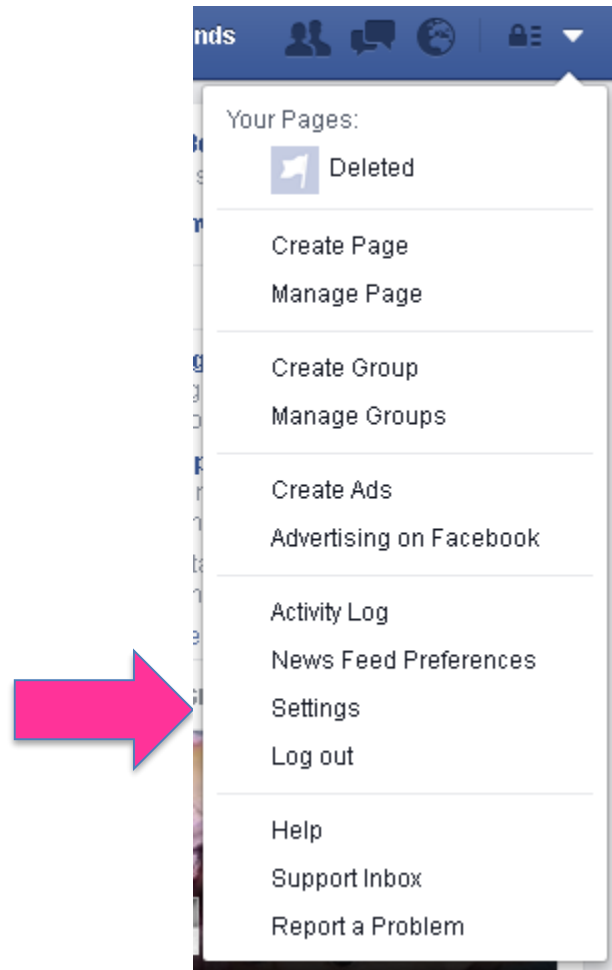 nds
Your Pages:
Deleted
Create Page
Manage Page
Create Group
Manage Groups
Create Ads
Advertising on Facebook
Activity Log
News Feed Preferences
Settings
Log out
Help
Support Inbox
Report a Problem